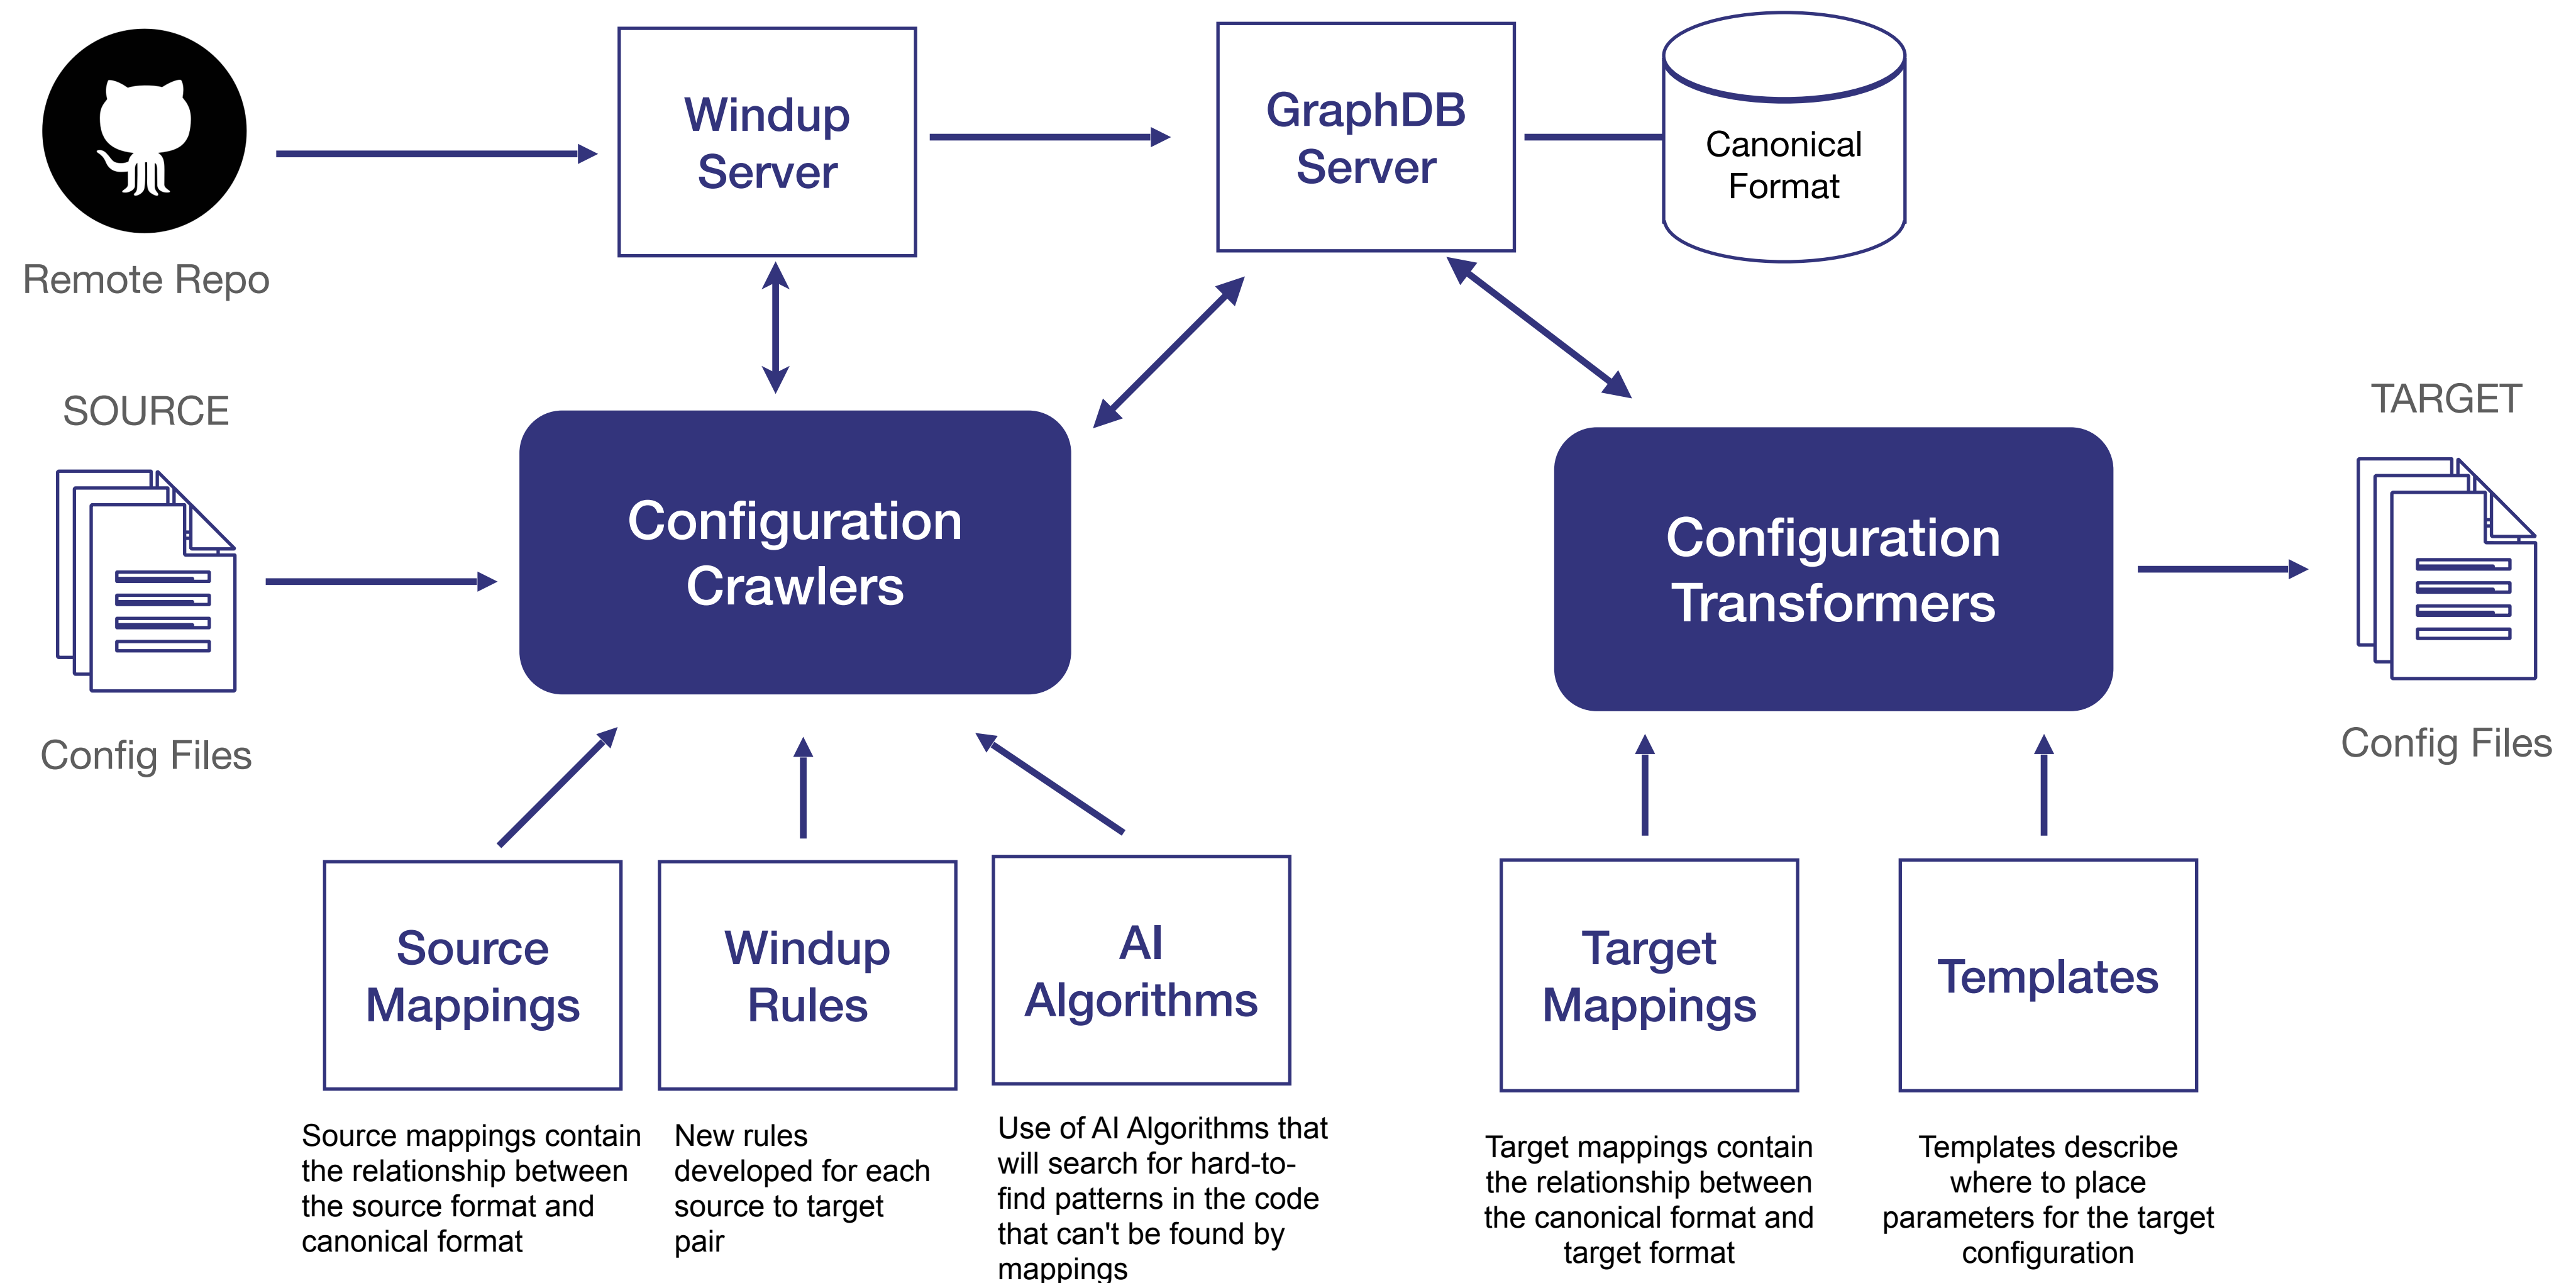 Windup
Server
GraphDB
Server
Canonical
Format
Remote Repo
SOURCE
TARGET
Configuration
Crawlers
Configuration
Transformers
Config Files
Config Files
Source
Mappings
Windup
Rules
AI
Algorithms
Target
Mappings
Templates
Source mappings contain
the relationship between
the source format and
canonical format
New rules
developed for each
source to target
pair
Use of AI Algorithms that
will search for hard-to-
find patterns in the code
that can't be found by
mappings
Target mappings contain
the relationship between
the canonical format and
target format
Templates describe
where to place
parameters for the target
configuration